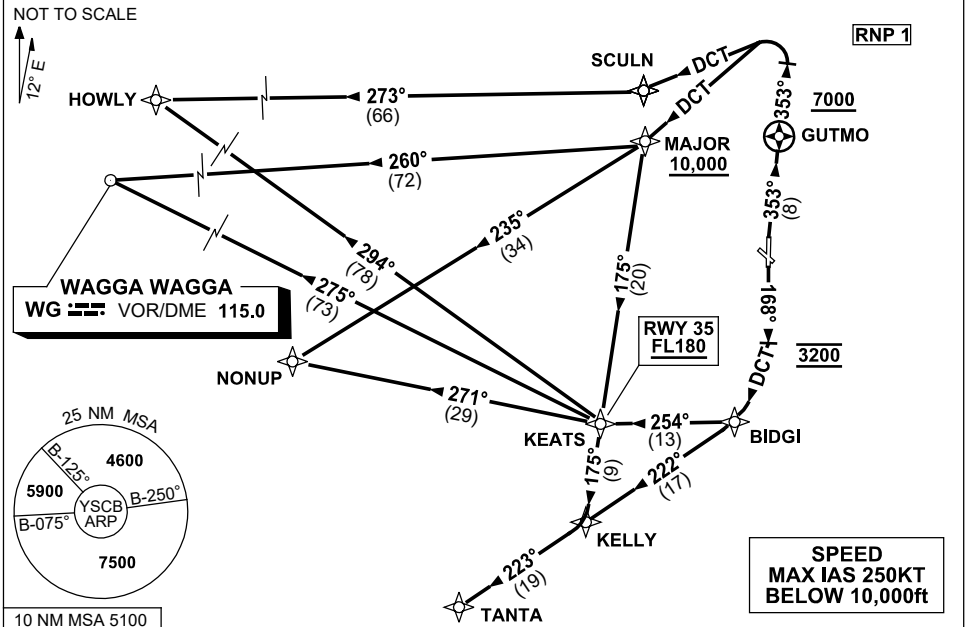 NOT TO SCALE
12° E
RNP 1
SCULN
DCT
DCT
HOWLY
273°
(66)
353°
7000
GUTMO
MAJOR
10,000
260°
(72)
353°
(8)
235°
(34)
294°
(78)
175°
(20)
275°
(73)
WAGGA WAGGA
WG VOR/DME 115.0
169°
RWY 35
FL180
3200
DCT
NONUP
271°
(29)
KEATS
254°
(13)
BIDGI
25 NM MSA
B-125°
4600
5900
B-250°
YSCB
ARP
B-075°
7500
175°
(9)
222°
(17)
KELLY
223°
(19)
TANTA
SPEED
MAX IAS 250KT
BELOW 10,000ft
10 NM MSA 5100